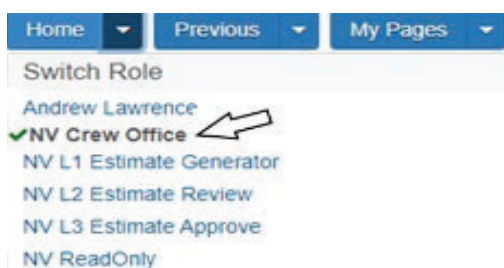 Home Previous My Pages
Switch Role
Andrew Lawrence
NV Crew Office
NV L1 Estimate Generator
NV L2 Estimate Review
NV L3 Estimate Approve
NV ReadOnly